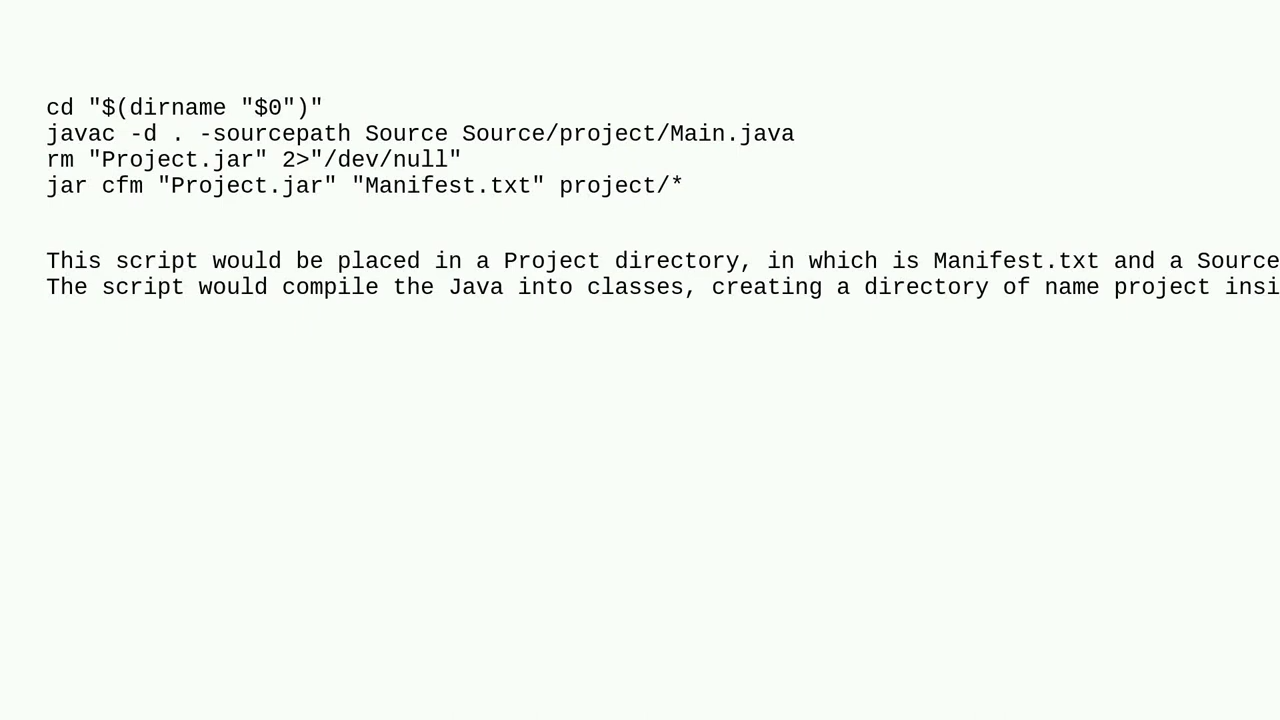 cd "$(dirname "$0")"
javac -d . -sourcepath Source Source/project/Main.java
rm "Project.jar" 2>"/dev/null"
jar cfm "Project.jar" "Manifest.txt" project/*
This script would be placed in a Project directory, in which is Manifest.txt and a Source
The script would compile the Java into classes, creating a directory of name project insi